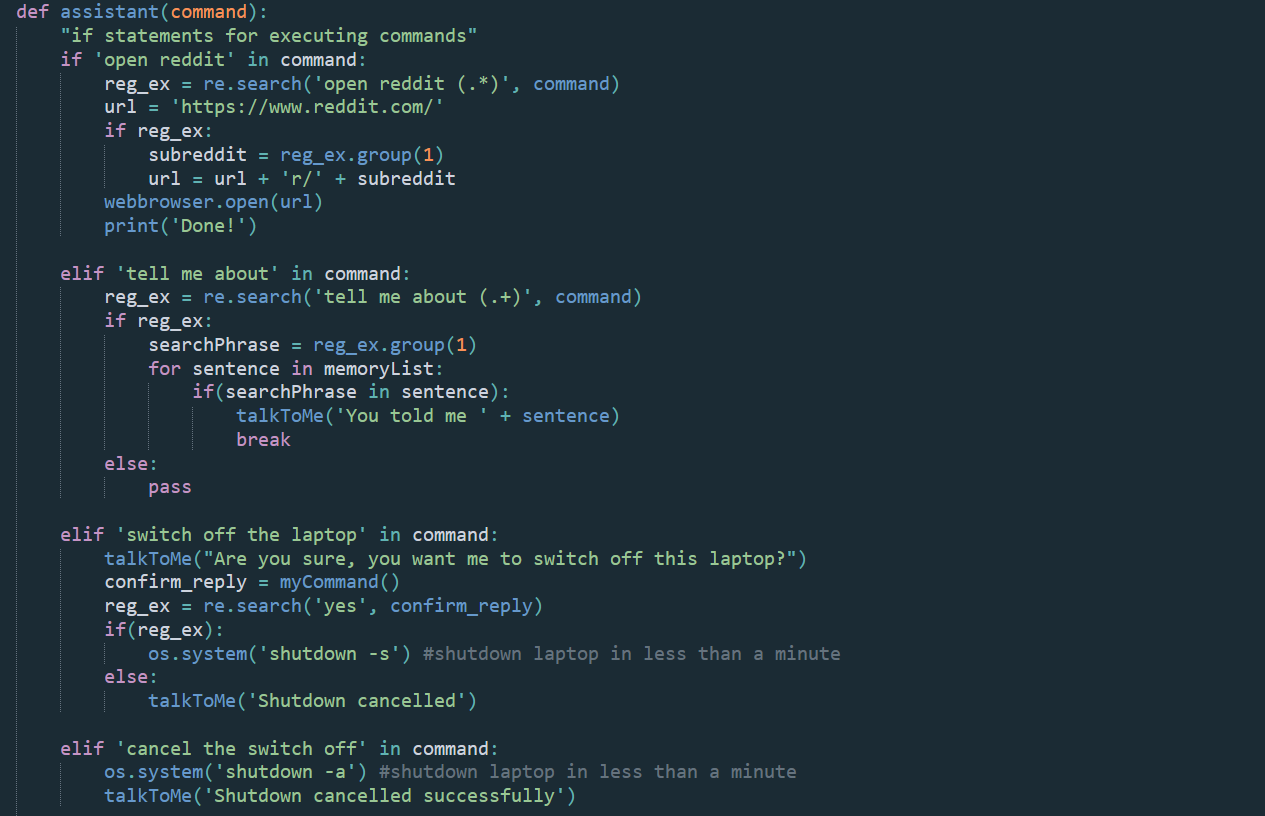 def assistant(command):
    "if statements for executing commands"
    if 'open reddit' in command:
        reg_ex = re.search('open reddit (.*)', command)
        url = 'https://www.reddit.com/'
        if reg_ex:
            subreddit = reg_ex.group(1)
            url = url + 'r/' + subreddit
        webbrowser.open(url)
        print('Done!')

    elif 'tell me about' in command:
        reg_ex = re.search('tell me about (.+)', command)
        if reg_ex:
            searchPhrase = reg_ex.group(1)
            for sentence in memoryList:
                if(searchPhrase in sentence):
                    talkToMe('You told me ' + sentence)
                    break
        else:
            pass

    elif 'switch off the laptop' in command:
        talkToMe("Are you sure, you want me to switch off this laptop?")
        confirm_reply = myCommand()
        reg_ex = re.search('yes', confirm_reply)
        if(reg_ex):
            os.system('shutdown -s') #shutdown laptop in less than a minute
        else:
            talkToMe('Shutdown cancelled')

    elif 'cancel the switch off' in command:
        os.system('shutdown -a') #shutdown laptop in less than a minute
        talkToMe('Shutdown cancelled successfully')